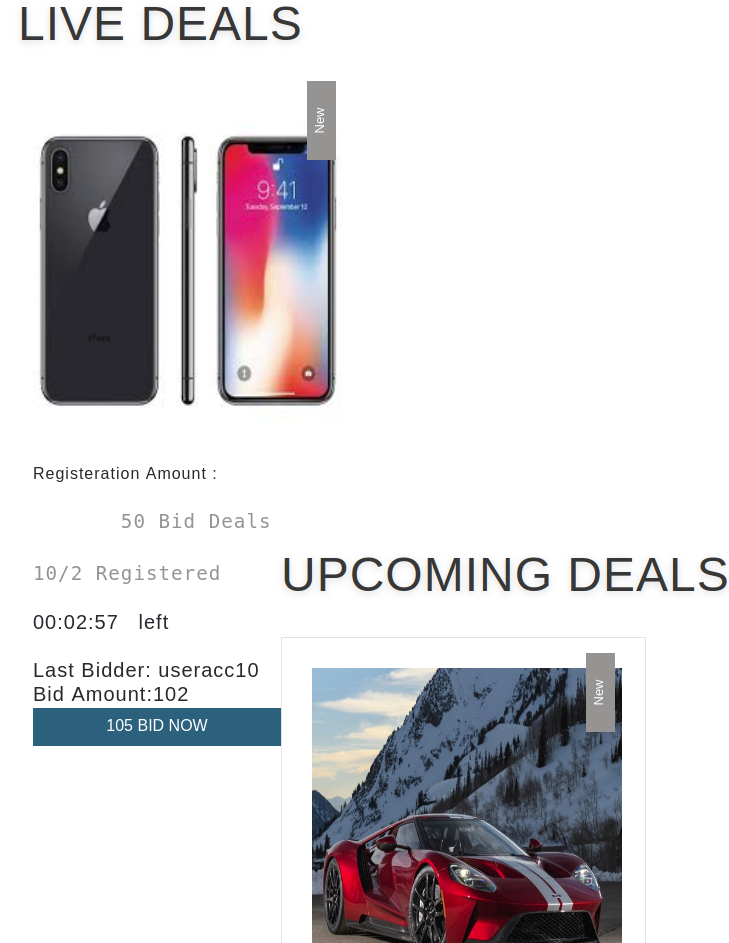 LIVE DEALS
New
9:41
Tuesday, September 12
Registeration Amount :
50 Bid Deals
10/2 Registered
00:02:57 left
Last Bidder: useracc10
Bid Amount:102
105 BID NOW
UPCOMING DEALS
New